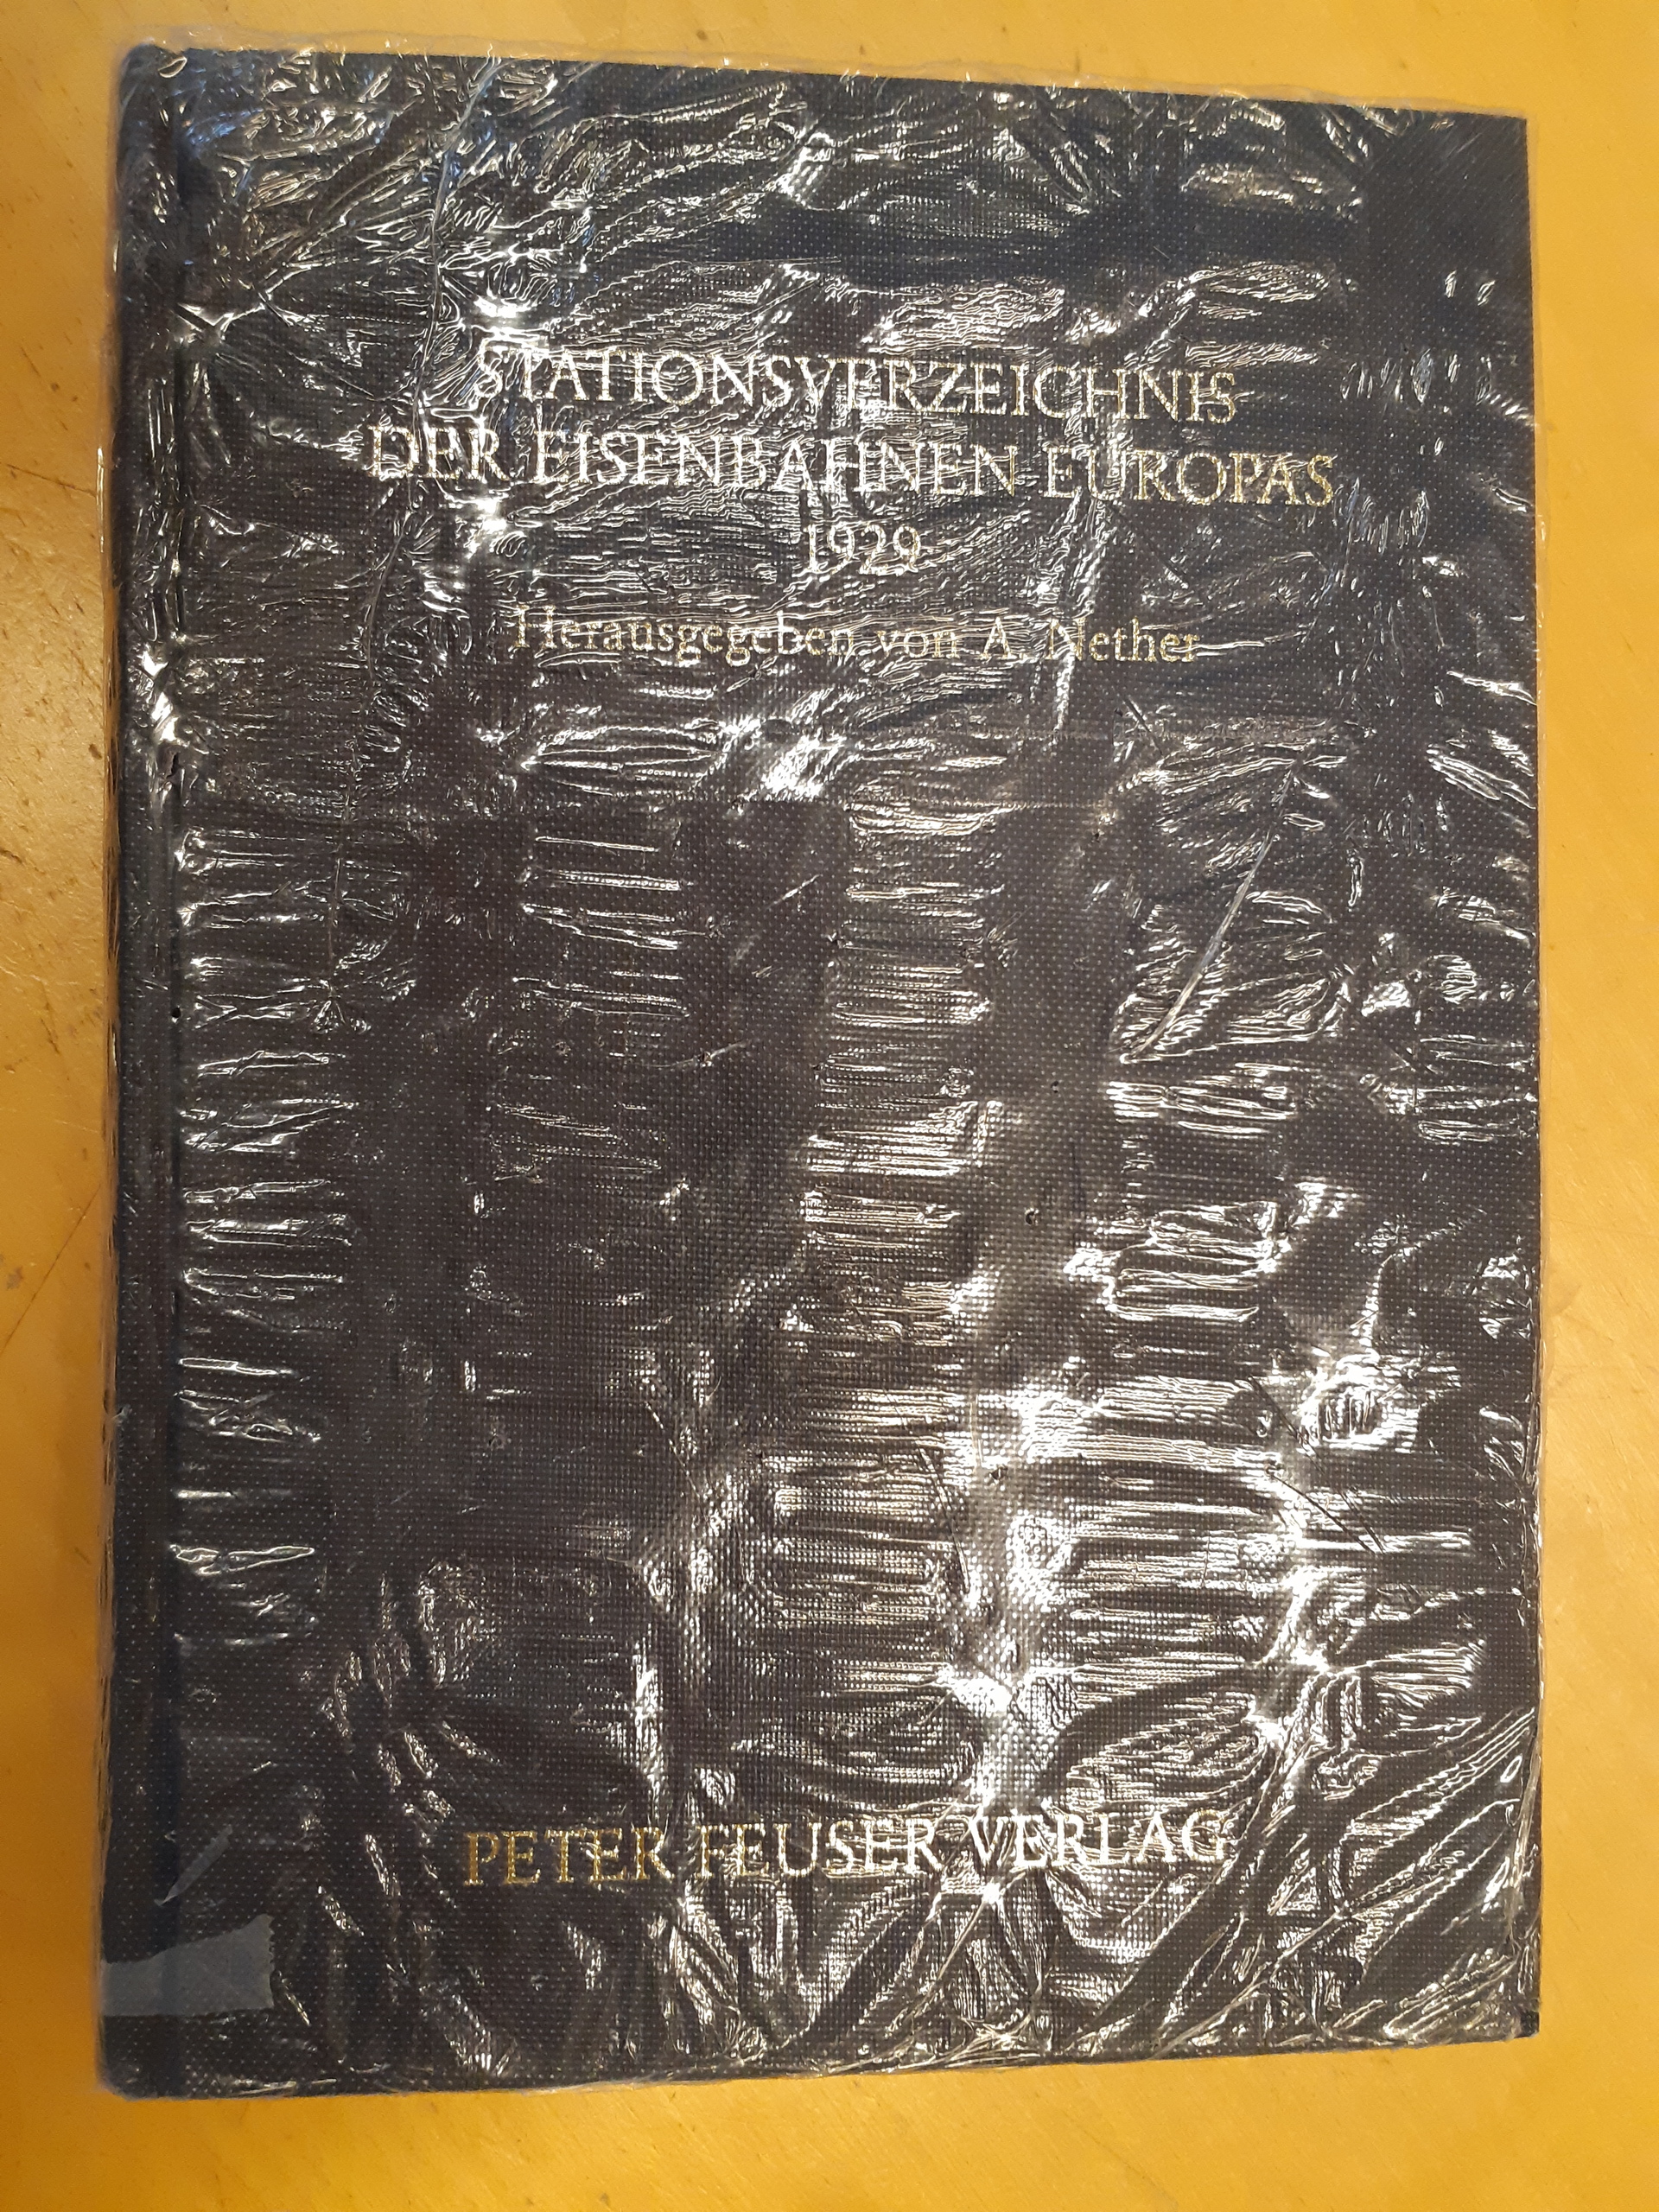 STATIONSVERZEICHNIS
DER EISENBAHNEN EUROPAS
1929
Herausgegeben von A. Nether
PETER FEUSER VERLAG